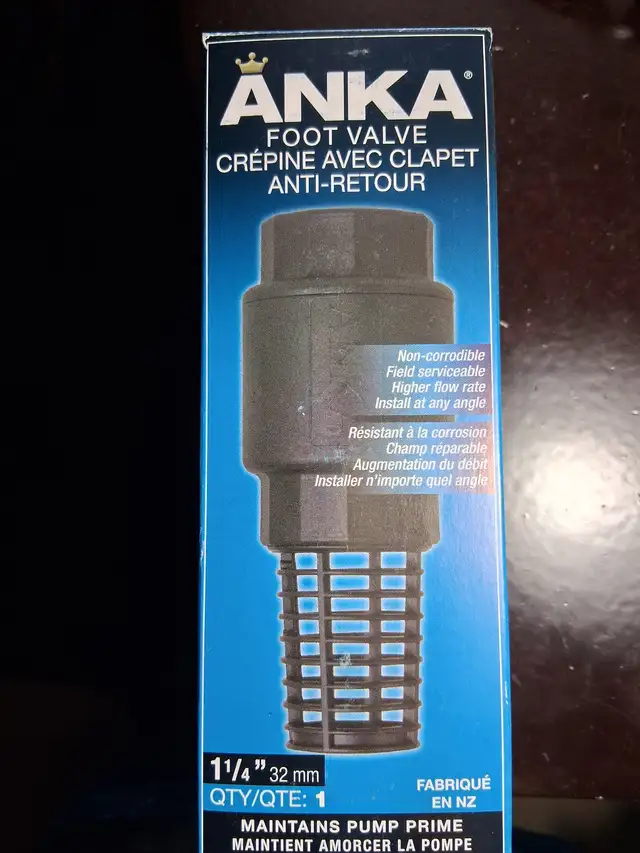 ANKA®
FOOT VALVE
CRÉPINE AVEC CLAPET
ANTI-RETOUR
Non-corrodible
Field serviceable
Higher flow rate
Install at any angle
Résistant à la corrosion
Champ réparable
Augmentation du débit
Installer n'importe quel angle
1 1/4" 32 mm
QTY/QTE: 1
FABRIQUÉ
EN NZ
MAINTAINS PUMP PRIME
MAINTIENT AMORCER LA POMPE